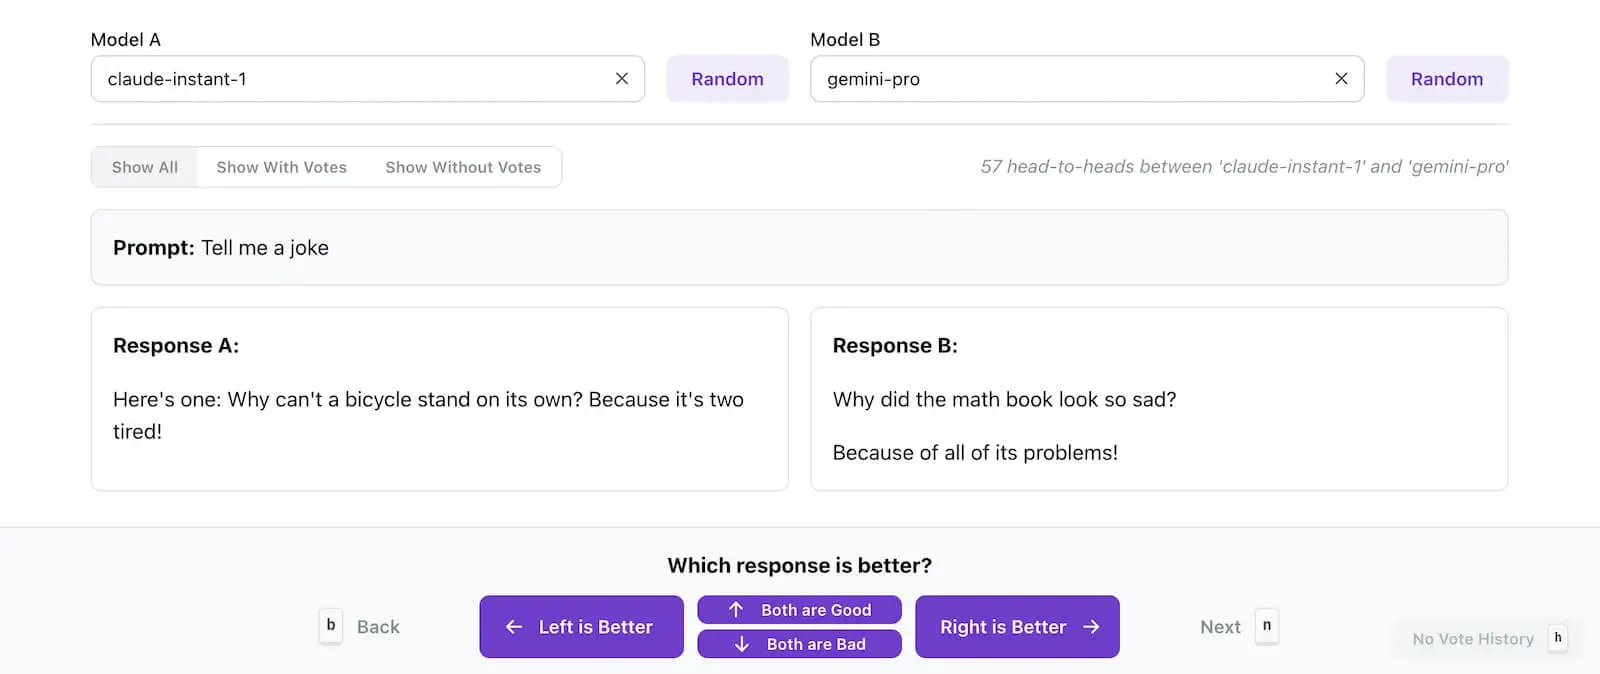 Model A
Model B
claude-instant-1
Random
gemini-pro
Random
Show All
Show With Votes
Show Without Votes
57 head-to-heads between 'claude-instant-1' and 'gemini-pro'
Prompt: Tell me a joke
Response A:
Here's one: Why can't a bicycle stand on its own? Because it's two
tired!
Response B:
Why did the math book look so sad?
Because of all of its problems!
Which response is better?
b
Back
← Left is Better
↑ Both are Good
↓ Both are Bad
Right is Better →
Next
n
No Vote History
h